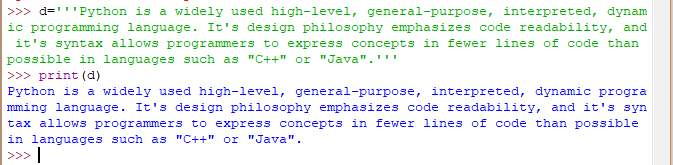 >>> d='''Python is a widely used high-level, general-purpose, interpreted, dynam
ic programming language. It's design philosophy emphasizes code readability, and
 it's syntax allows programmers to express concepts in fewer lines of code than
possible in languages such as "C++" or "Java".'''
>>> print(d)
Python is a widely used high-level, general-purpose, interpreted, dynamic progra
mming language. It's design philosophy emphasizes code readability, and it's syn
tax allows programmers to express concepts in fewer lines of code than possible
in languages such as "C++" or "Java".
>>>